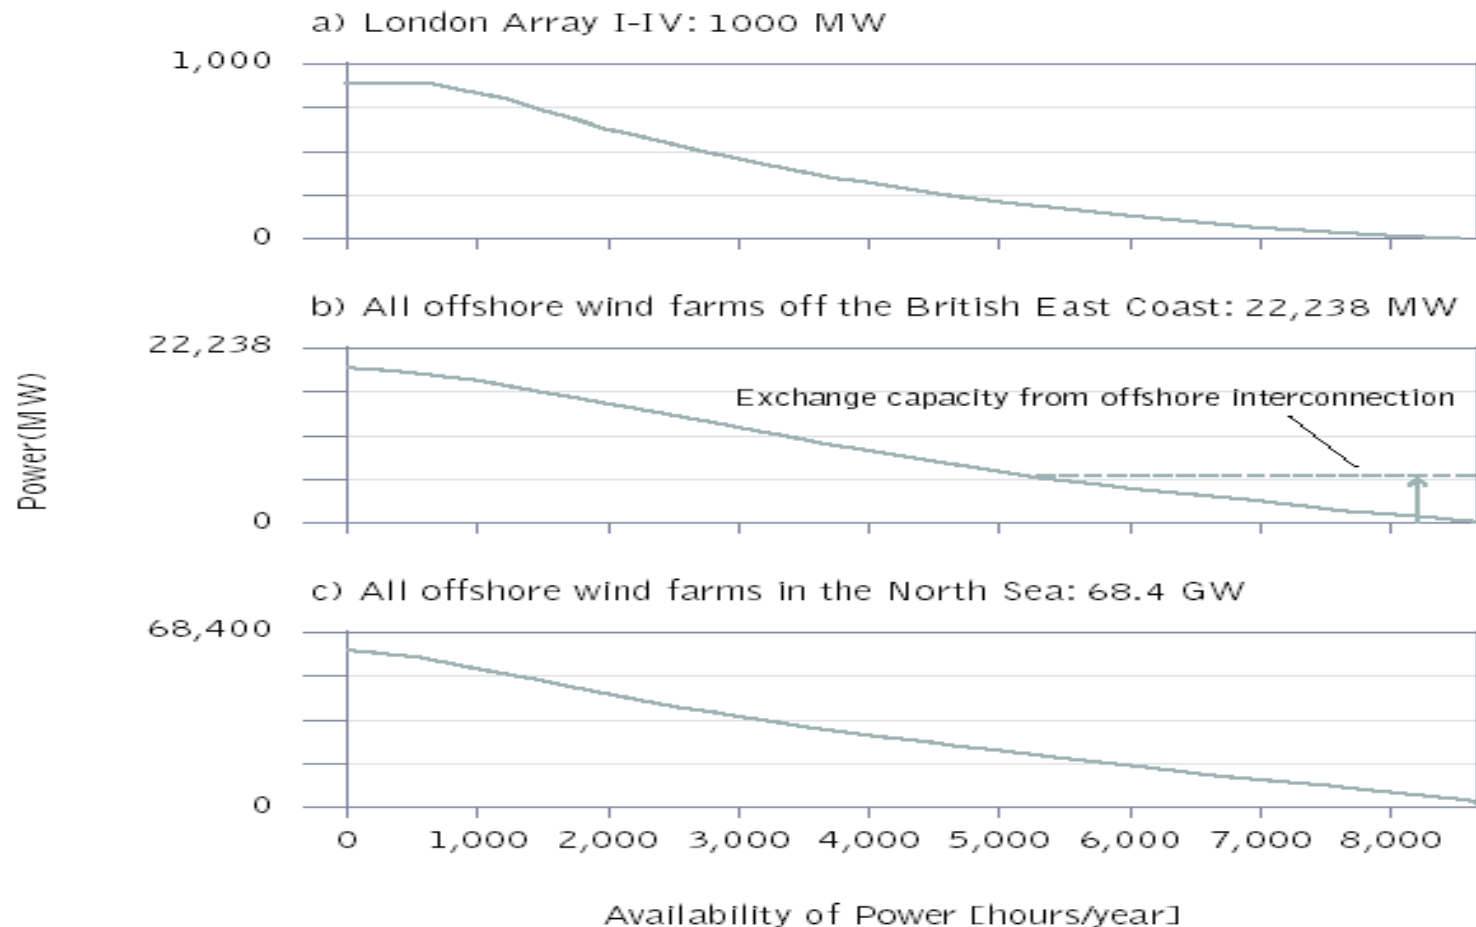 a) London Array I-IV: 1000 MW
1,000
0
b) All offshore wind farms off the British East Coast: 22,238 MW
22,238
Exchange capacity from offshore interconnection
Power(MW)
0
c) All offshore wind farms in the North Sea: 68.4 GW
68,400
0
0 1,000 2,000 3,000 4,000 5,000 6,000 7,000 8,000
Availability of Power [hours/year]